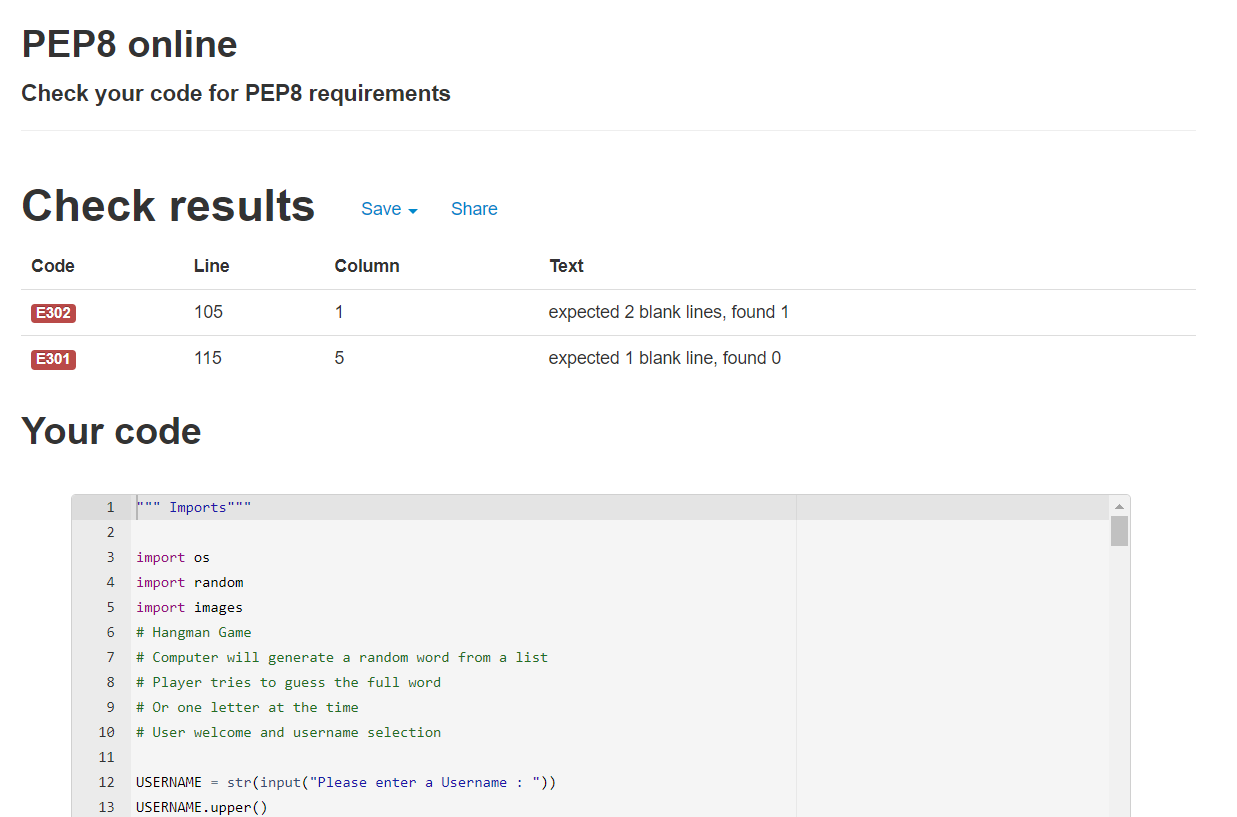 PEP8 online
Check your code for PEP8 requirements
Check results Save Share
Code Line Column Text
E302 105 1 expected 2 blank lines, found 1
E301 115 5 expected 1 blank line, found 0
Your code
1 """ Imports"""
2
3 import os
4 import random
5 import images
6 # Hangman Game
7 # Computer will generate a random word from a list
8 # Player tries to guess the full word
9 # Or one letter at the time
10 # User welcome and username selection
11
12 USERNAME = str(input("Please enter a Username : "))
13 USERNAME.upper()